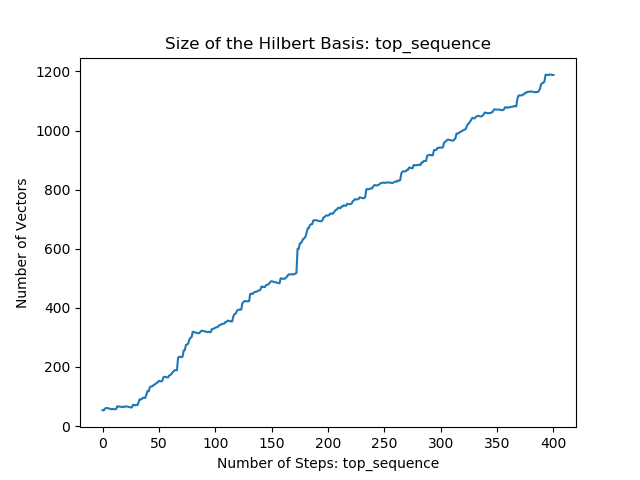 Size of the Hilbert Basis: top_sequence
1200
1000
800
600
400
200
0
Number of Vectors
0 50 100 150 200 250 300 350 400
Number of Steps: top_sequence